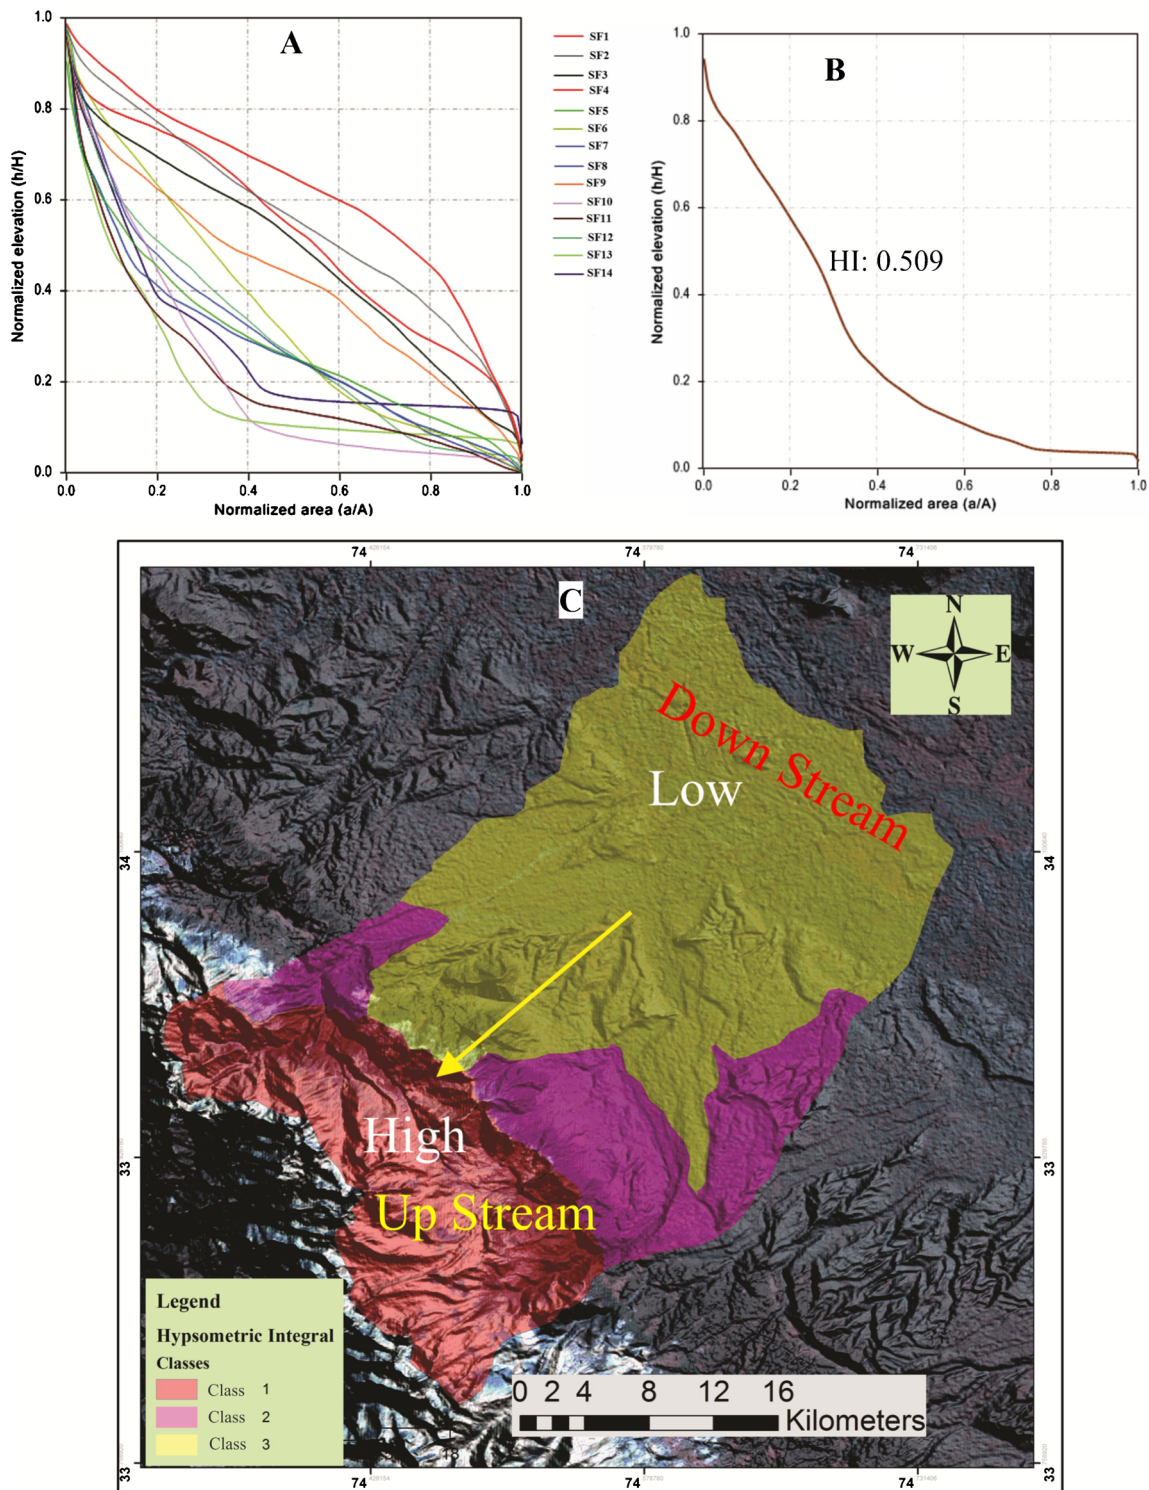 A
1.0
0.8
0.6
0.4
0.2
0.0
Normalized elevation (h/H)
0.0 0.2 0.4 0.6 0.8 1.0
Normalized area (a/A)
SF1
SF2
SF3
SF4
SF5
SF6
SF7
SF8
SF9
SF10
SF11
SF12
SF13
SF14
B
1.0
0.8
0.6
0.4
0.2
0.0
Normalized elevation (h/H)
HI: 0.509
0.0 0.2 0.4 0.6 0.8 1.0
Normalized area (a/A)
74 74 74
C
N
W E
S
Down Stream
Low
34 34
High
33 33
Up Stream
Legend
Hypsometric Integral
Classes
Class 1
Class 2
Class 3
0 2 4 8 12 16
Kilometers
33 33
74 74 74